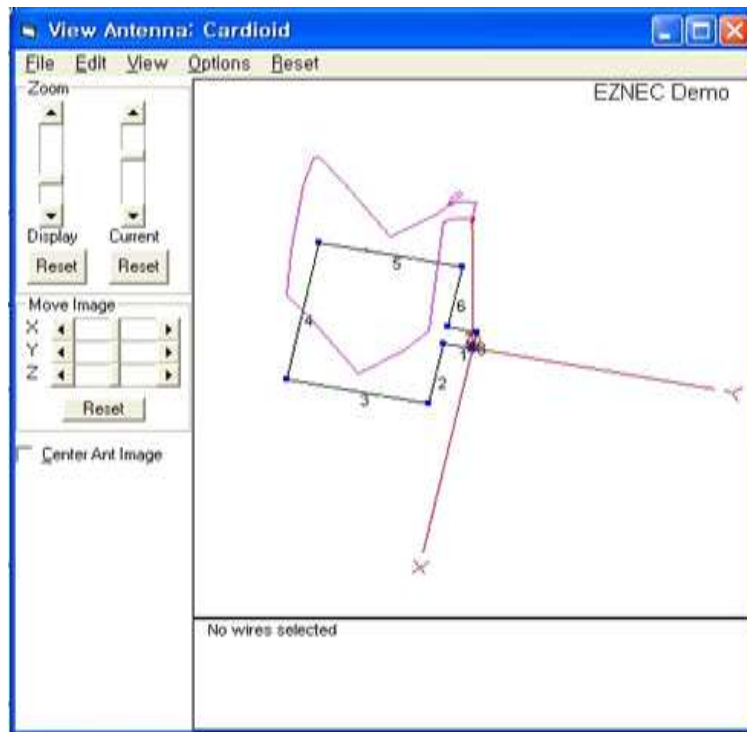 View Antenna: Cardioid
File Edit View Options Reset
Zoom
EZNEC Demo
Display Current
Reset Reset
Move Image
X
Y
Z
Reset
Center Ant Image
5
4
6
1
2
3
Y
X
No wires selected